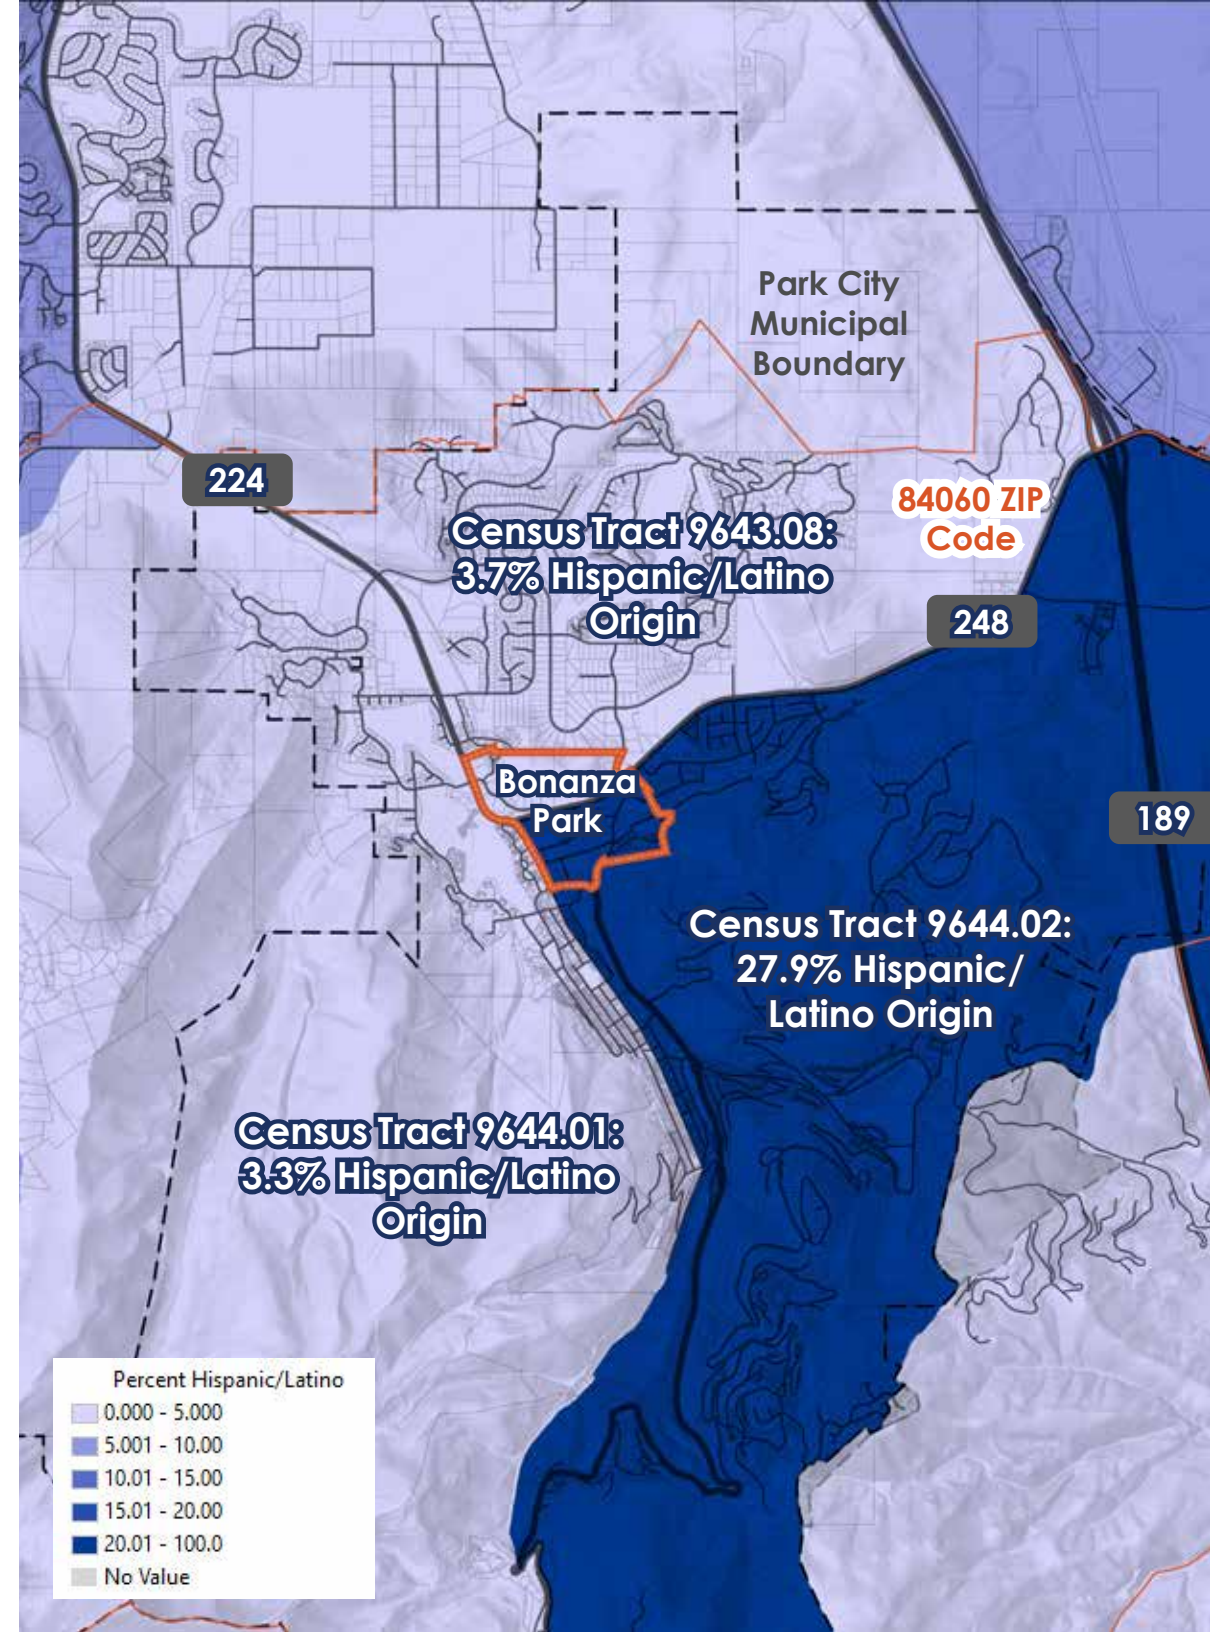 Park City
Municipal
Boundary
224
84060 ZIP
Code
Census Tract 9643.08:
3.7% Hispanic/Latino
Origin
248
Bonanza
Park
189
Census Tract 9644.02:
27.9% Hispanic/
Latino Origin
Census Tract 9644.01:
3.3% Hispanic/Latino
Origin
Percent Hispanic/Latino
0.000 - 5.000
5.001 - 10.00
10.01 - 15.00
15.01 - 20.00
20.01 - 100.0
No Value